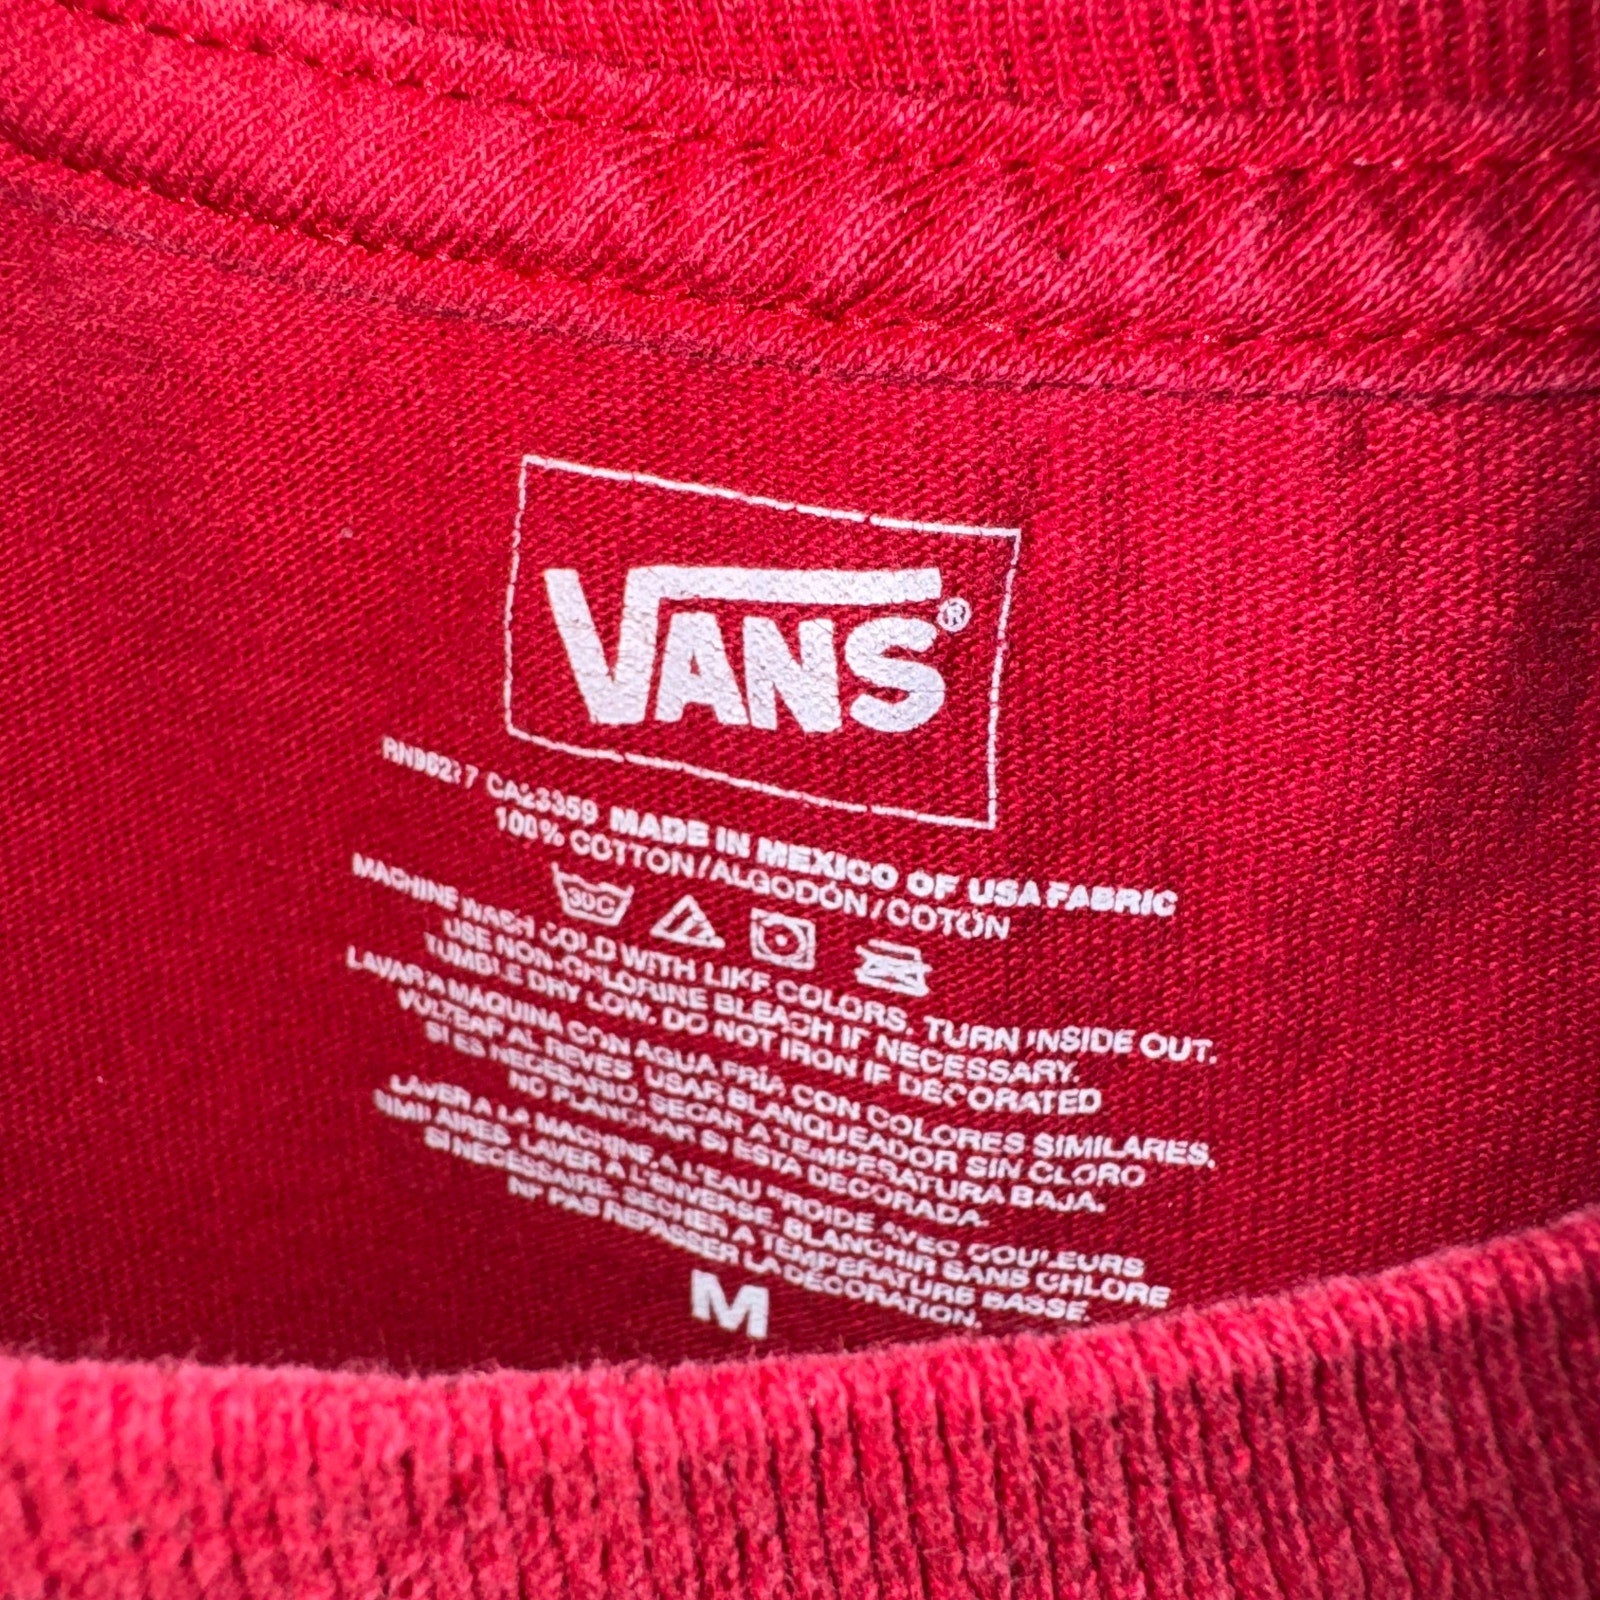 VANS®
RN96217 CA23359 MADE IN MEXICO OF USA FABRIC
100% COTTON/ALGODÓN/COTON
30C
MACHINE WASH COLD WITH LIKE COLORS. TURN INSIDE OUT.
USE NON-CHLORINE BLEACH IF NECESSARY.
TUMBLE DRY LOW. DO NOT IRON IF DECORATED
LAVAR A MAQUINA CON AGUA FRIA CON COLORES SIMILARES.
VOLTEAR AL REVES. USAR BLANQUEADOR SIN CLORO
SI ES NECESARIO. SECAR A TEMPERATURA BAJA.
NO PLANCHAR SI ESTA DECORADA.
LAVER A LA MACHINE A L'EAU FROIDE AVEC COULEURS
SIMILAIRES. LAVER A L'ENVERSE. BLANCHIR SANS CHLORE
SI NECESSAIRE. SECHER A TEMPERATURE BASSE.
NE PAS REPASSER LA DÉCORATION.
M